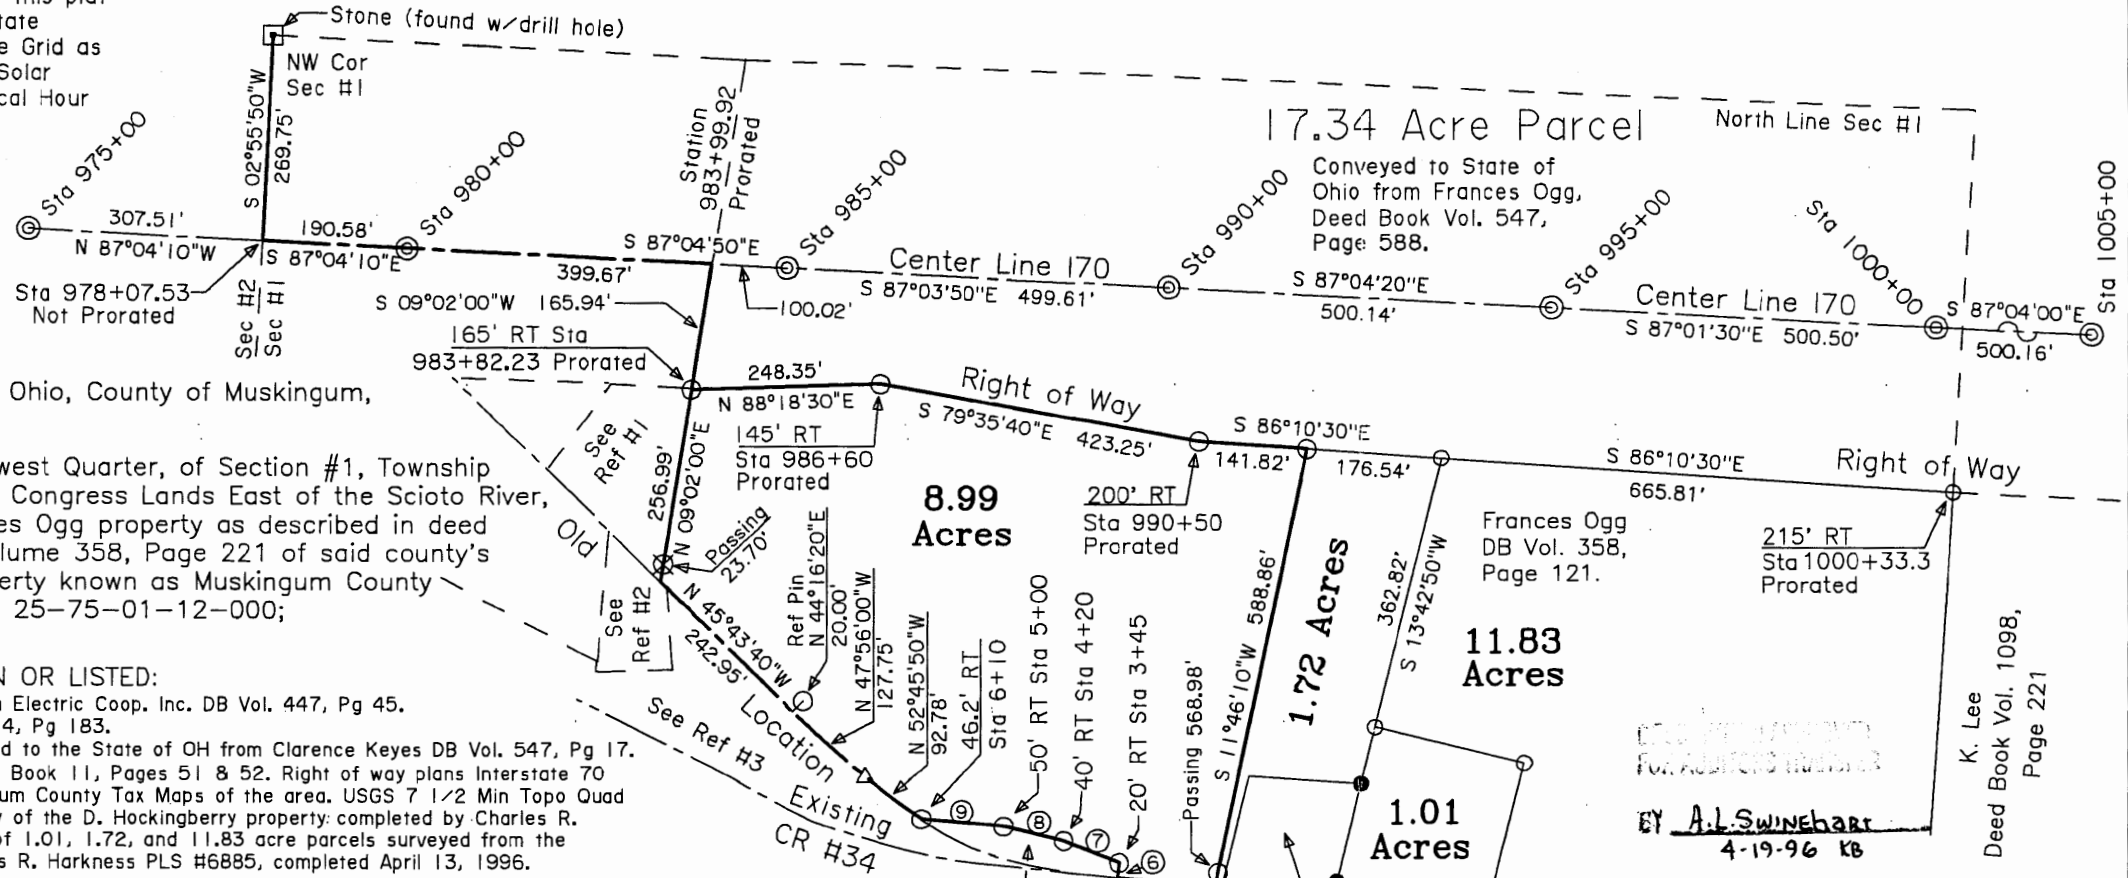 this plat
tate
e Grid as
Solar
cal Hour
Stone (found w/drill hole)
NW Cor
Sec #1
S 02°55'50"W
269.75'
Station
983+99.92
Prorated
17.34 Acre Parcel
North Line Sec #1
Conveyed to State of
Ohio from Frances Ogg,
Deed Book Vol. 547,
Page 588.
Sta 975+00
Sta 980+00
Sta 985+00
Sta 990+00
Sta 995+00
Sta 1000+00
Sta 1005+00
307.51'
N 87°04'10"W
190.58'
S 87°04'10"E
S 87°04'50"E
399.67'
100.02'
Center Line I70
S 87°03'50"E 499.61'
S 87°04'20"E
500.14'
Center Line I70
S 87°01'30"E 500.50'
S 87°04'00"E
500.16'
Sta 978+07.53
Not Prorated
Sec #2
Sec #1
S 09°02'00"W 165.94'
165' RT Sta
983+82.23 Prorated
248.35'
N 88°18'30"E
Right of Way
S 79°35'40"E 423.25'
S 86°10'30"E
141.82'
176.54'
S 86°10'30"E
665.81'
Right of Way
145' RT
Sta 986+60
Prorated
200' RT
Sta 990+50
Prorated
215' RT
Sta 1000+33.3
Prorated
See
Ref #1
256.99'
N 09°02'00"E
Passing
23.70'
Old
See
Ref #2
8.99
Acres
Frances Ogg
DB Vol. 358,
Page 121.
Ohio, County of Muskingum,
west Quarter, of Section #1, Township
Congress Lands East of the Scioto River,
es Ogg property as described in deed
lume 358, Page 221 of said county's
erty known as Muskingum County
25-75-01-12-000;
N 45°43'40"W
242.95'
Ref Pin
N 44°16'20"E
20.00'
N 47°56'00"W
127.75'
N 52°45'50"W
92.78'
46.2' RT
Sta 6+10
50' RT Sta 5+00
40' RT Sta 4+20
20' RT Sta 3+45
Passing 568.98'
S 11°46'10"W 588.86'
1.72 Acres
362.82'
S 13°42'50"W
11.83
Acres
1.01
Acres
K. Lee
Deed Book Vol. 1098,
Page 221
See Ref #3
Location
Existing
CR #34
9
8
7
6
N OR LISTED:
Electric Coop. Inc. DB Vol. 447, Pg 45.
4, Pg 183.
d to the State of OH from Clarence Keyes DB Vol. 547, Pg 17.
Book 11, Pages 51 & 52. Right of way plans Interstate 70
um County Tax Maps of the area. USGS 7 1/2 Min Topo Quad
y of the D. Hockingberry property: completed by Charles R.
of 1.01, 1.72, and 11.83 acre parcels surveyed from the
s R. Harkness PLS #6885, completed April 13, 1996.
BY A.L.Swinehart
4-19-96 KB